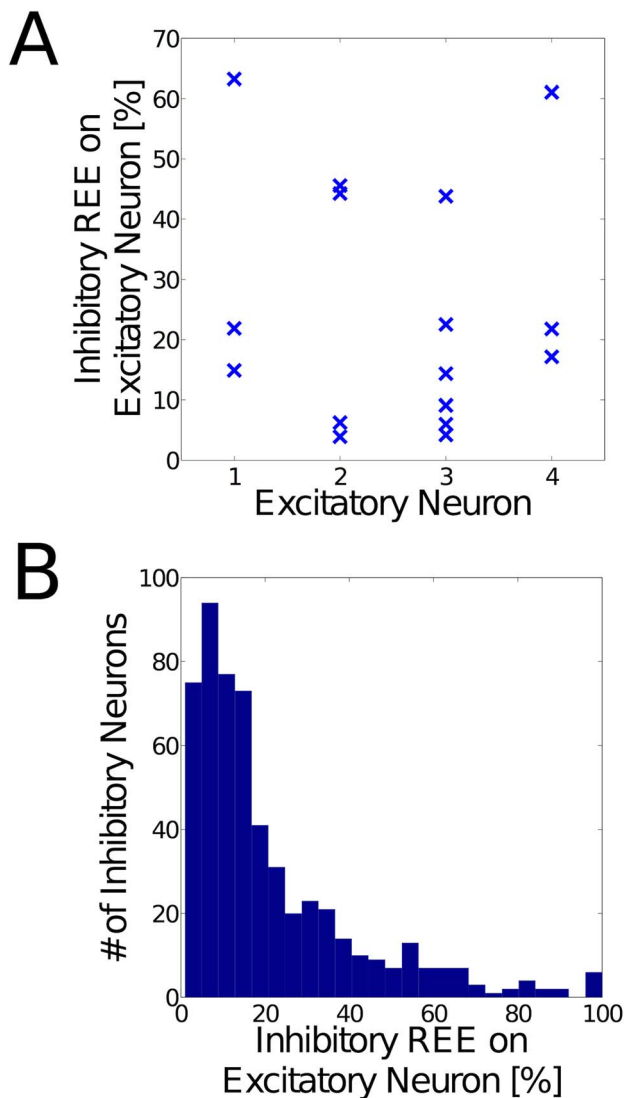 A
70
60
50
40
30
20
10
0
Inhibitory REE on
Excitatory Neuron [%]
1 2 3 4
Excitatory Neuron
B
100
80
60
40
20
0
# of Inhibitory Neurons
0 20 40 60 80 100
Inhibitory REE on
Excitatory Neuron [%]